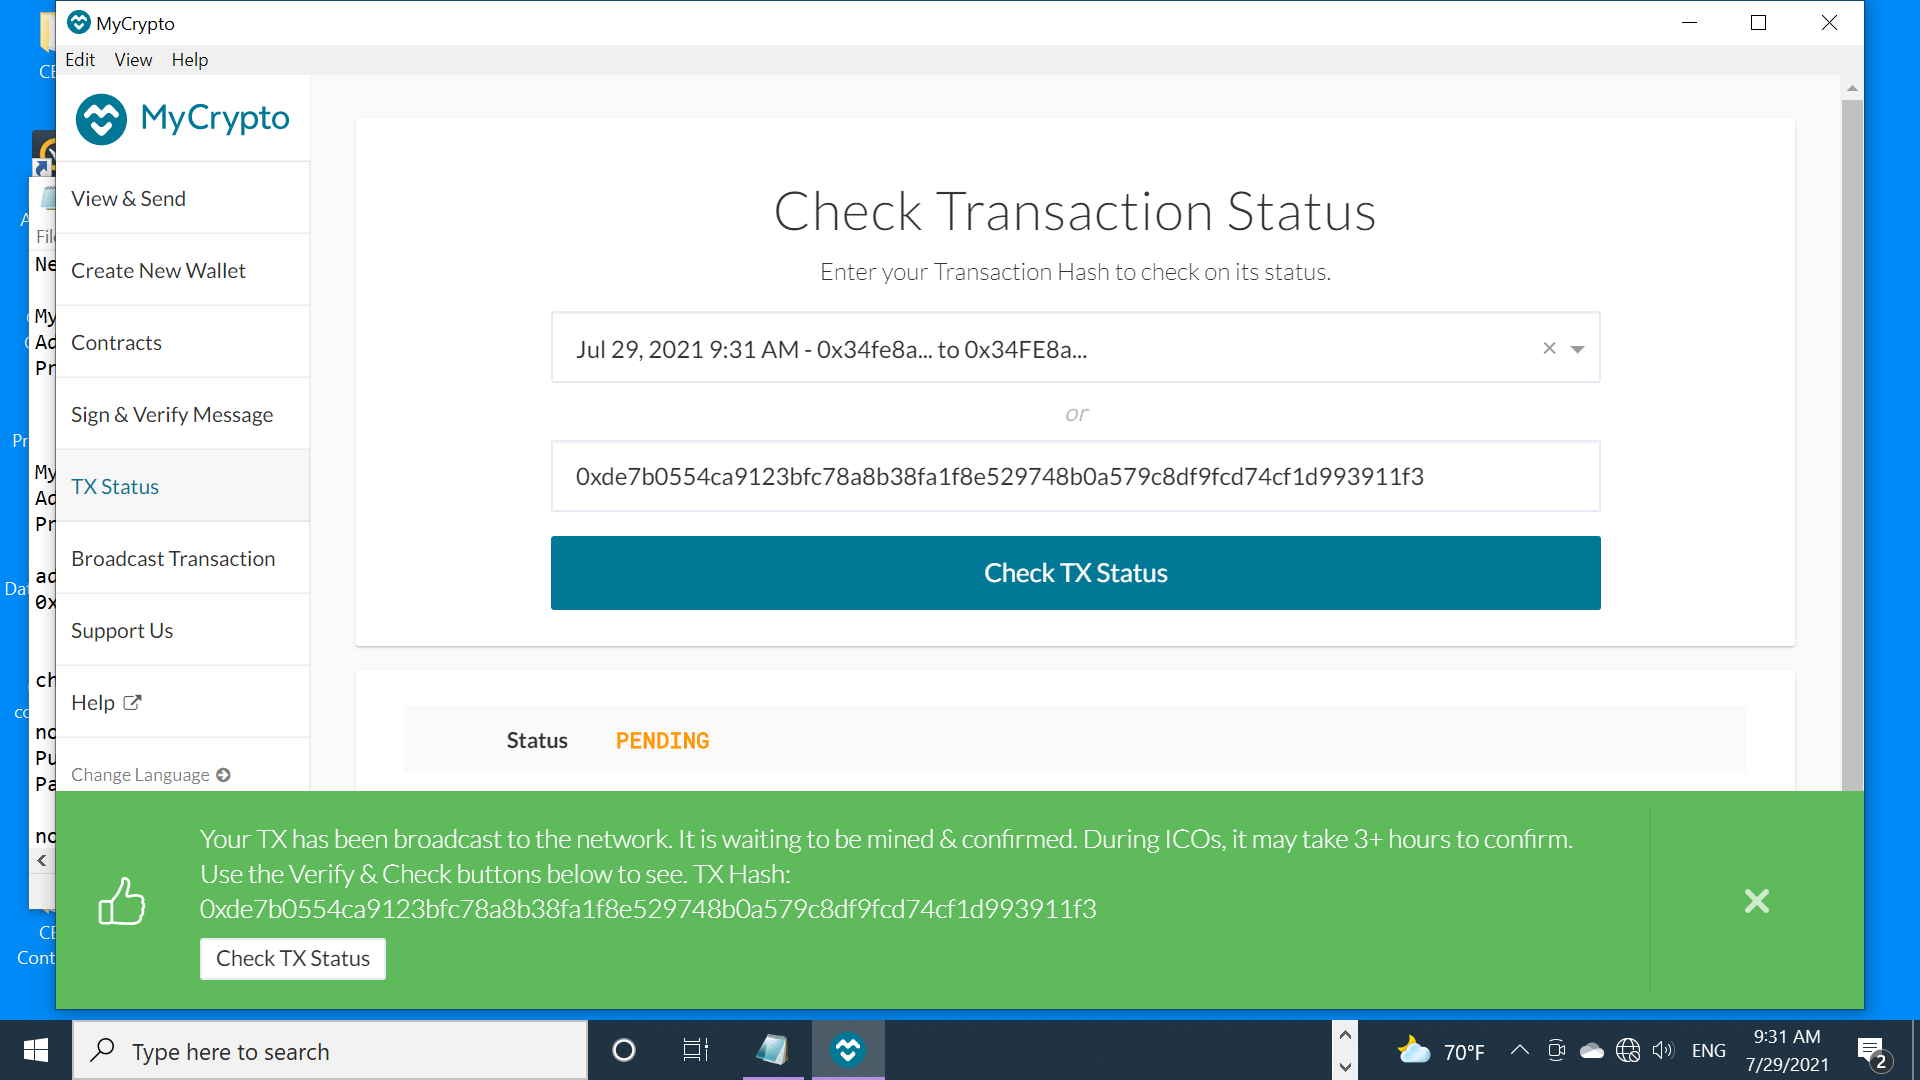 MyCrypto
Edit View Help
MyCrypto
View & Send
Create New Wallet
Contracts
Sign & Verify Message
TX Status
Broadcast Transaction
Support Us
Help
Change Language
Check Transaction Status
Enter your Transaction Hash to check on its status.
Jul 29, 2021 9:31 AM - 0x34fe8a... to 0x34FE8a...
or
0xde7b0554ca9123bfc78a8b38fa1f8e529748b0a579c8df9fcd74cf1d993911f3
Check TX Status
Status PENDING
Your TX has been broadcast to the network. It is waiting to be mined & confirmed. During ICOs, it may take 3+ hours to confirm.
Use the Verify & Check buttons below to see. TX Hash:
0xde7b0554ca9123bfc78a8b38fa1f8e529748b0a579c8df9fcd74cf1d993911f3
Check TX Status
Type here to search
70°F
ENG
9:31 AM
7/29/2021
2